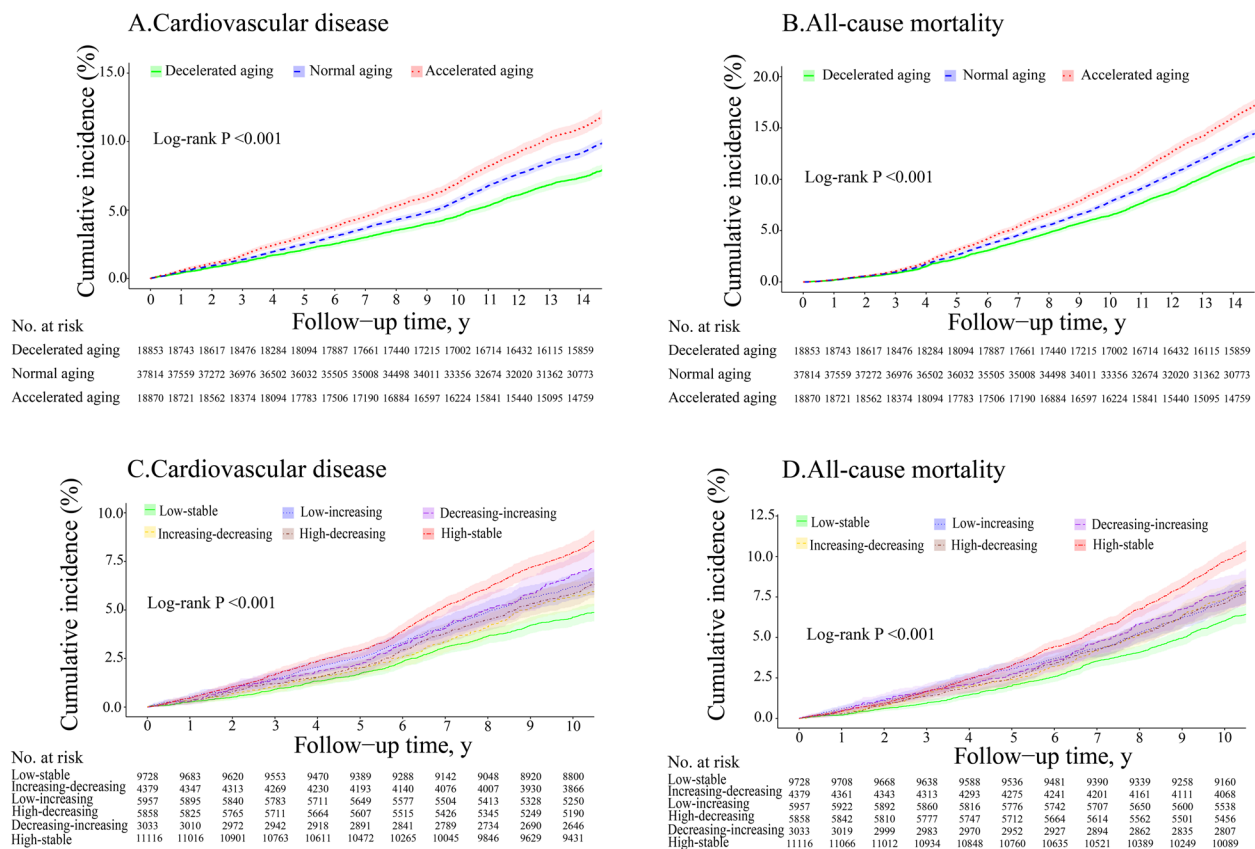 A.Cardiovascular disease
Cumulative incidence (%)
15.0
10.0
5.0
0.0
Decelerated aging Normal aging Accelerated aging
Log-rank P <0.001
0 1 2 3 4 5 6 7 8 9 10 11 12 13 14
Follow−up time, y
No. at risk
Decelerated aging 18853 18743 18617 18476 18284 18094 17887 17661 17440 17215 17002 16714 16432 16115 15859
Normal aging 37814 37559 37272 36976 36502 36032 35505 35008 34498 34011 33356 32674 32020 31362 30773
Accelerated aging 18870 18721 18562 18374 18094 17783 17506 17190 16884 16597 16224 15841 15440 15095 14759
B.All-cause mortality
Cumulative incidence (%)
20.0
15.0
10.0
5.0
0.0
Decelerated aging Normal aging Accelerated aging
Log-rank P <0.001
0 1 2 3 4 5 6 7 8 9 10 11 12 13 14
Follow−up time, y
No. at risk
Decelerated aging 18853 18743 18617 18476 18284 18094 17887 17661 17440 17215 17002 16714 16432 16115 15859
Normal aging 37814 37559 37272 36976 36502 36032 35505 35008 34498 34011 33356 32674 32020 31362 30773
Accelerated aging 18870 18721 18562 18374 18094 17783 17506 17190 16884 16597 16224 15841 15440 15095 14759
C.Cardiovascular disease
Cumulative incidence (%)
10.0
7.5
5.0
2.5
0.0
Low-stable Low-increasing Decreasing-increasing
Increasing-decreasing High-decreasing High-stable
Log-rank P <0.001
0 1 2 3 4 5 6 7 8 9 10
Follow−up time, y
No. at risk
Low-stable 9728 9683 9620 9553 9470 9389 9288 9142 9048 8920 8800
Increasing-decreasing 4379 4347 4313 4269 4230 4193 4140 4076 4007 3930 3866
Low-increasing 5957 5895 5840 5783 5711 5649 5577 5504 5413 5328 5250
High-decreasing 5858 5825 5765 5711 5664 5607 5515 5426 5345 5249 5190
Decreasing-increasing 3033 3010 2972 2942 2918 2891 2841 2789 2734 2690 2646
High-stable 11116 11016 10901 10763 10611 10472 10265 10045 9846 9629 9431
D.All-cause mortality
Cumulative incidence (%)
12.5
10.0
7.5
5.0
2.5
0.0
Low-stable Low-increasing Decreasing-increasing
Increasing-decreasing High-decreasing High-stable
Log-rank P <0.001
0 1 2 3 4 5 6 7 8 9 10
Follow−up time, y
No. at risk
Low-stable 9728 9708 9668 9638 9588 9536 9481 9390 9339 9258 9160
Increasing-decreasing 4379 4361 4343 4313 4293 4275 4241 4201 4161 4111 4068
Low-increasing 5957 5922 5892 5860 5816 5776 5742 5707 5650 5600 5538
High-decreasing 5858 5842 5810 5777 5747 5712 5664 5614 5562 5501 5456
Decreasing-increasing 3033 3019 2999 2983 2970 2952 2927 2894 2862 2835 2807
High-stable 11116 11066 11012 10934 10848 10760 10635 10521 10389 10249 10089